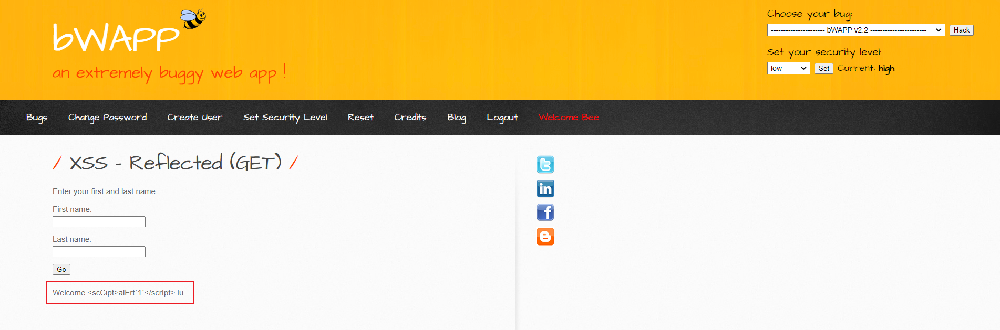 bWAPP
an extremely buggy web app !
Choose your bug:
---------------------- bWAPP v2.2 -----------------------
Hack
Set your security level:
low
Set
Current: high
Bugs
Change Password
Create User
Set Security Level
Reset
Credits
Blog
Logout
Welcome Bee
/ XSS - Reflected (GET) /
Enter your first and last name:
First name:
Last name:
Go
Welcome <scCipt>alErt`1`</scrIpt> lu